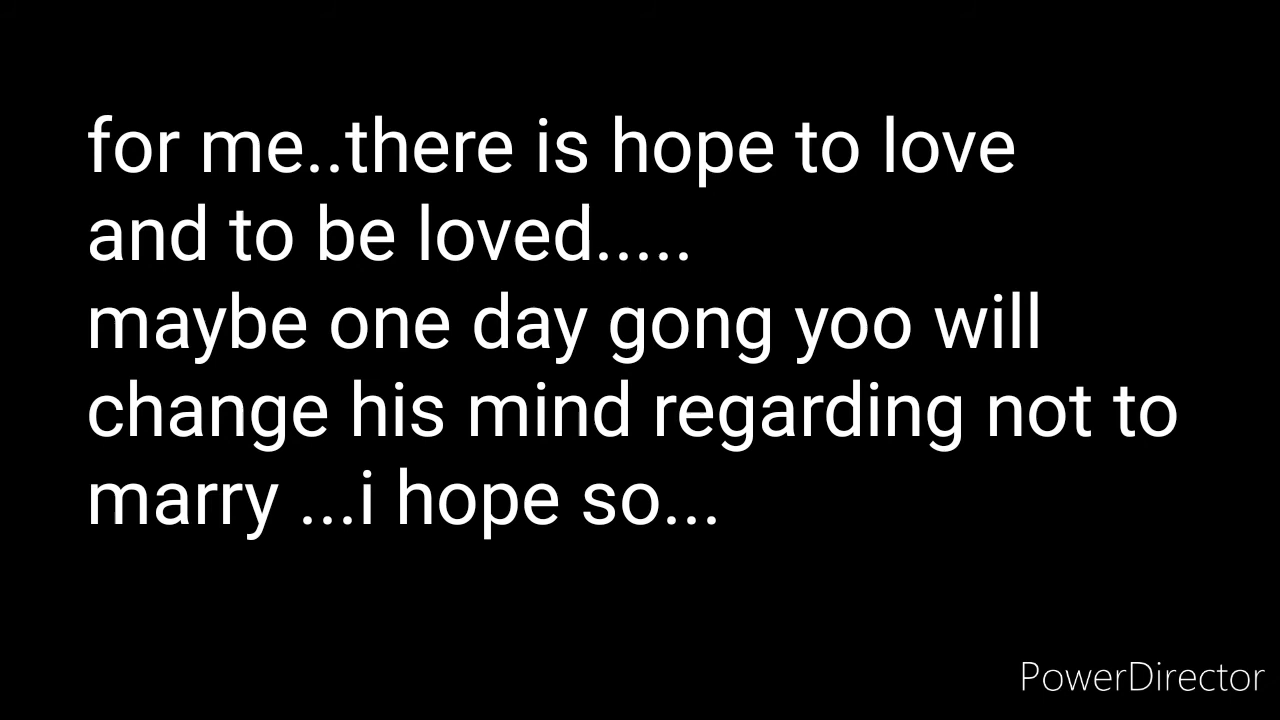 for me..there is hope to love
and to be loved.....
maybe one day gong yoo will
change his mind regarding not to
marry ...i hope so...
PowerDirector